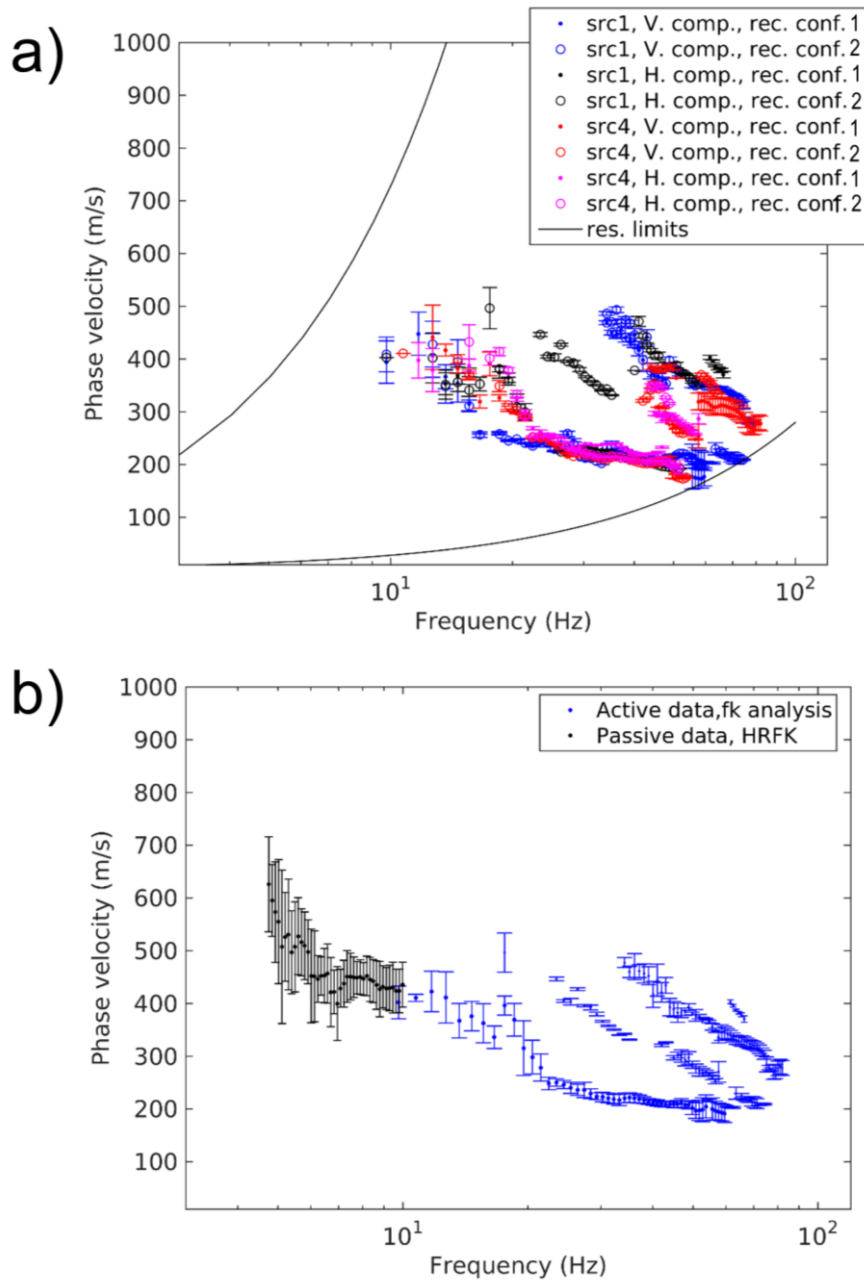 a)
src1, V. comp., rec. conf.1
src1, V. comp., rec. conf.2
src1, H. comp., rec. conf.1
src1, H. comp., rec. conf.2
src4, V. comp., rec. conf.1
src4, V. comp., rec. conf.2
src4, H. comp., rec. conf.1
src4, H. comp., rec. conf.2
res. limits
Phase velocity (m/s)
1000
900
800
700
600
500
400
300
200
100
10^1
10^2
Frequency (Hz)
b)
Active data,fk analysis
Passive data, HRFK
Phase velocity (m/s)
1000
900
800
700
600
500
400
300
200
100
10^1
10^2
Frequency (Hz)